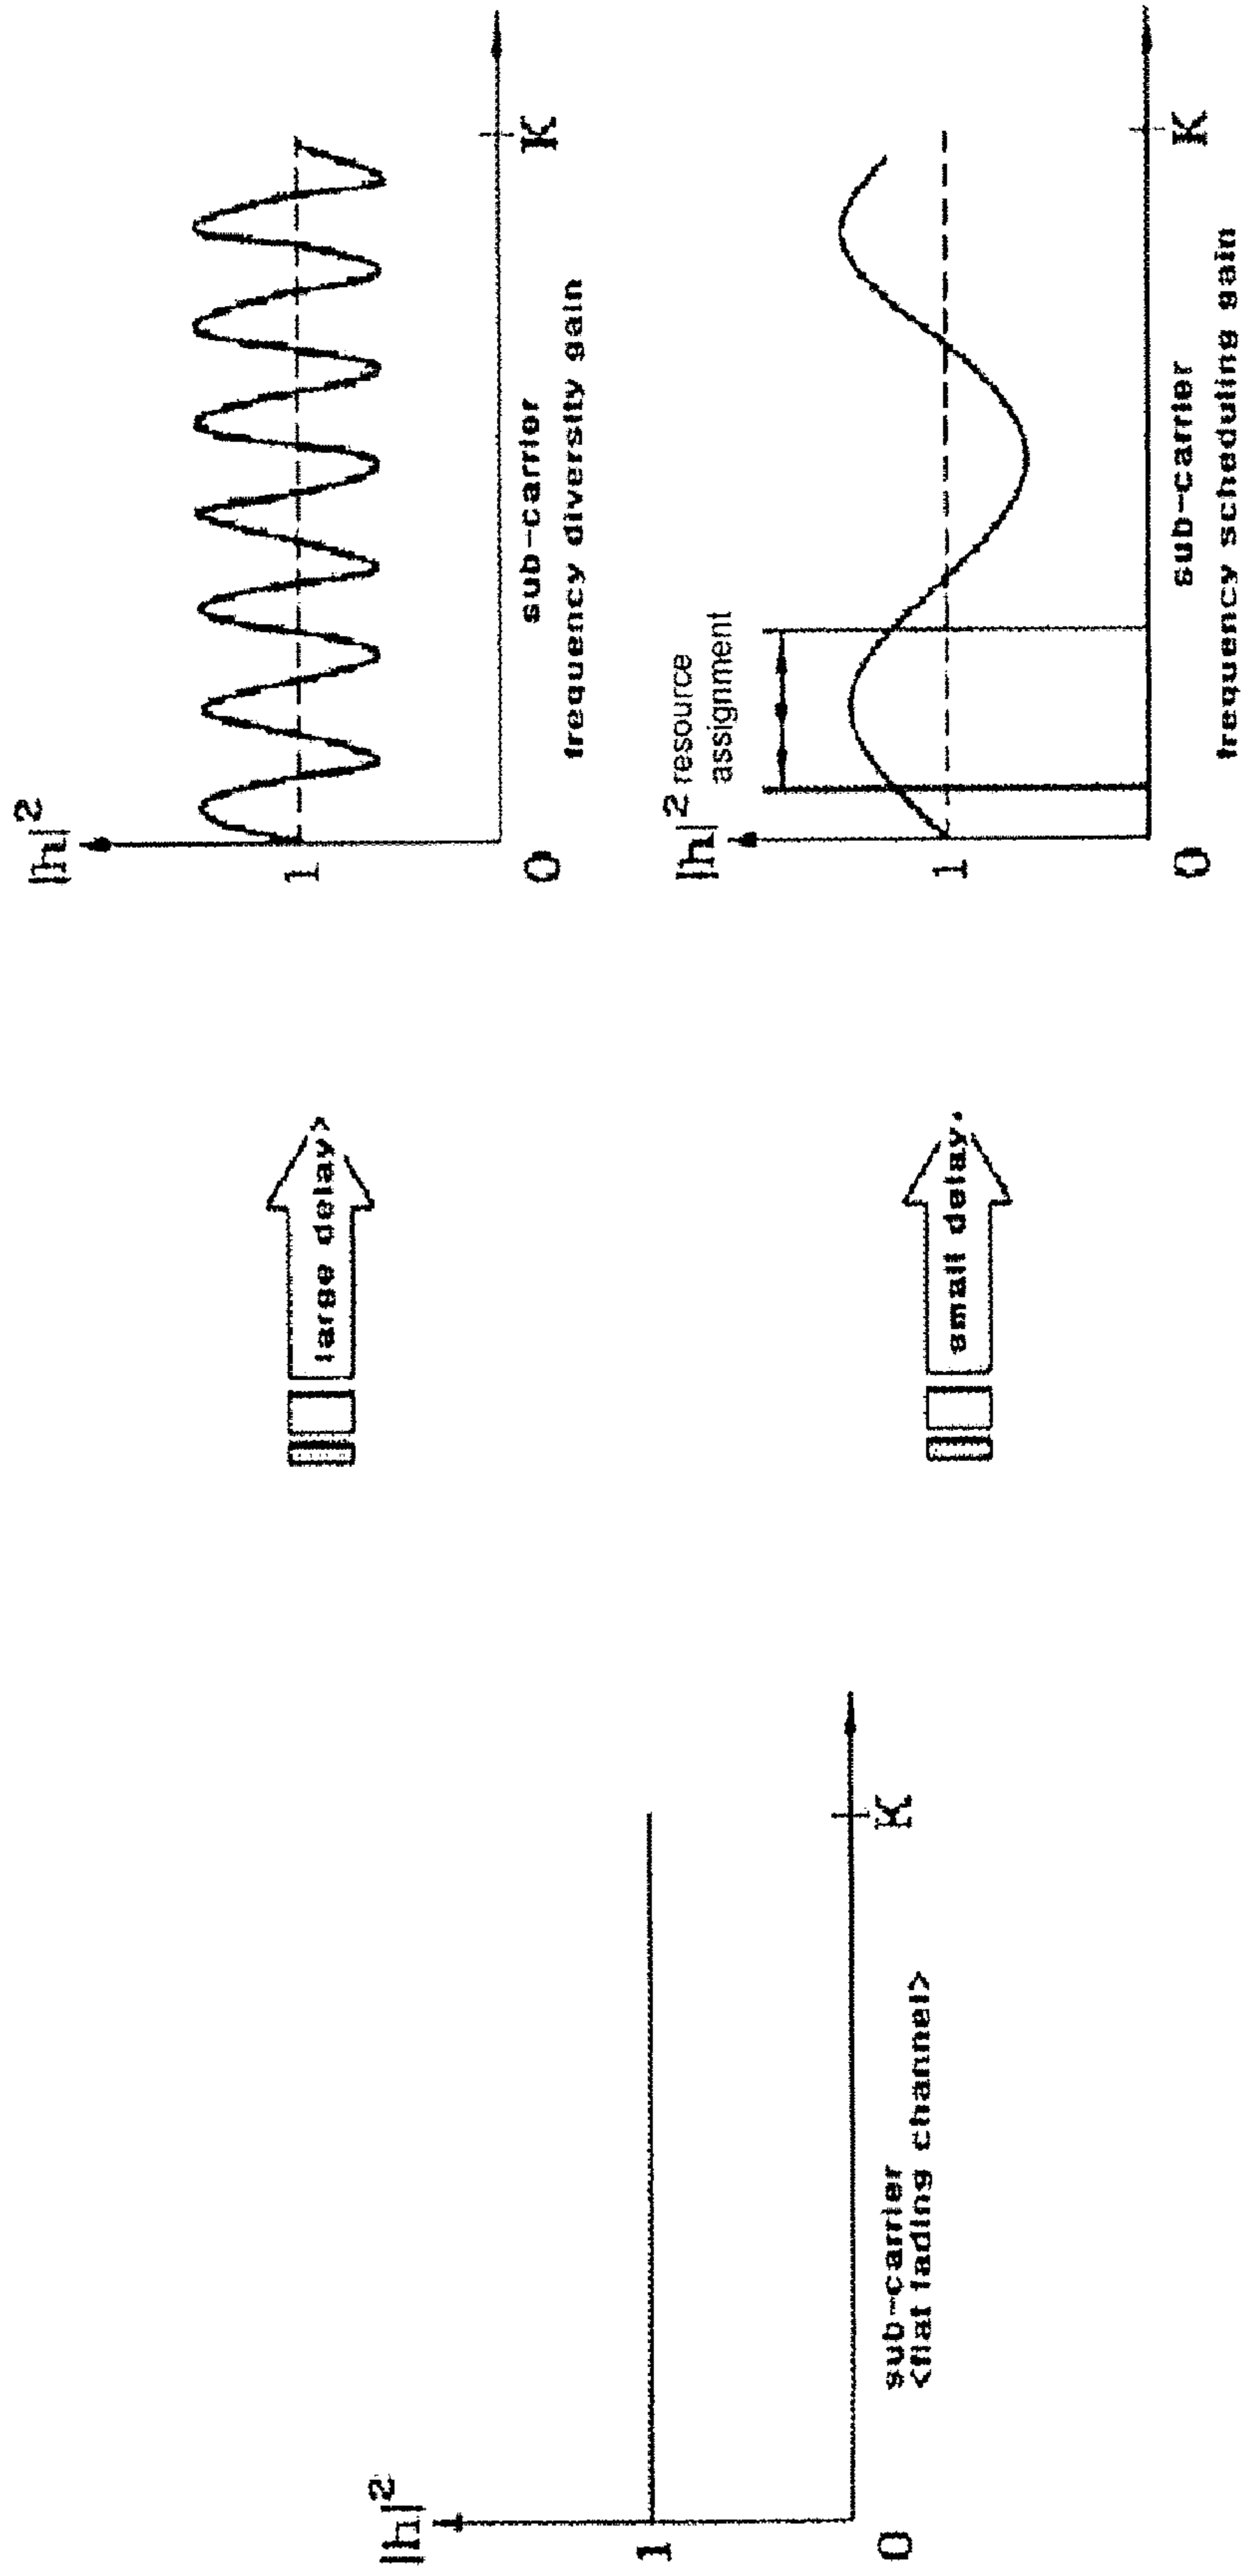 |h|²
1
0
K
sub-carrier
<flat fading channel>
large delay>
small delay.
|h|²
1
0
K
sub-carrier
frequency diversity gain
|h|²
resource
assignment
1
0
K
sub-carrier
frequency scheduling gain